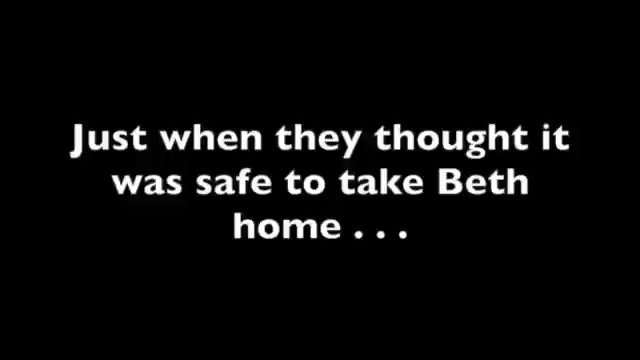 Just when they thought it
was safe to take Beth
home . . .